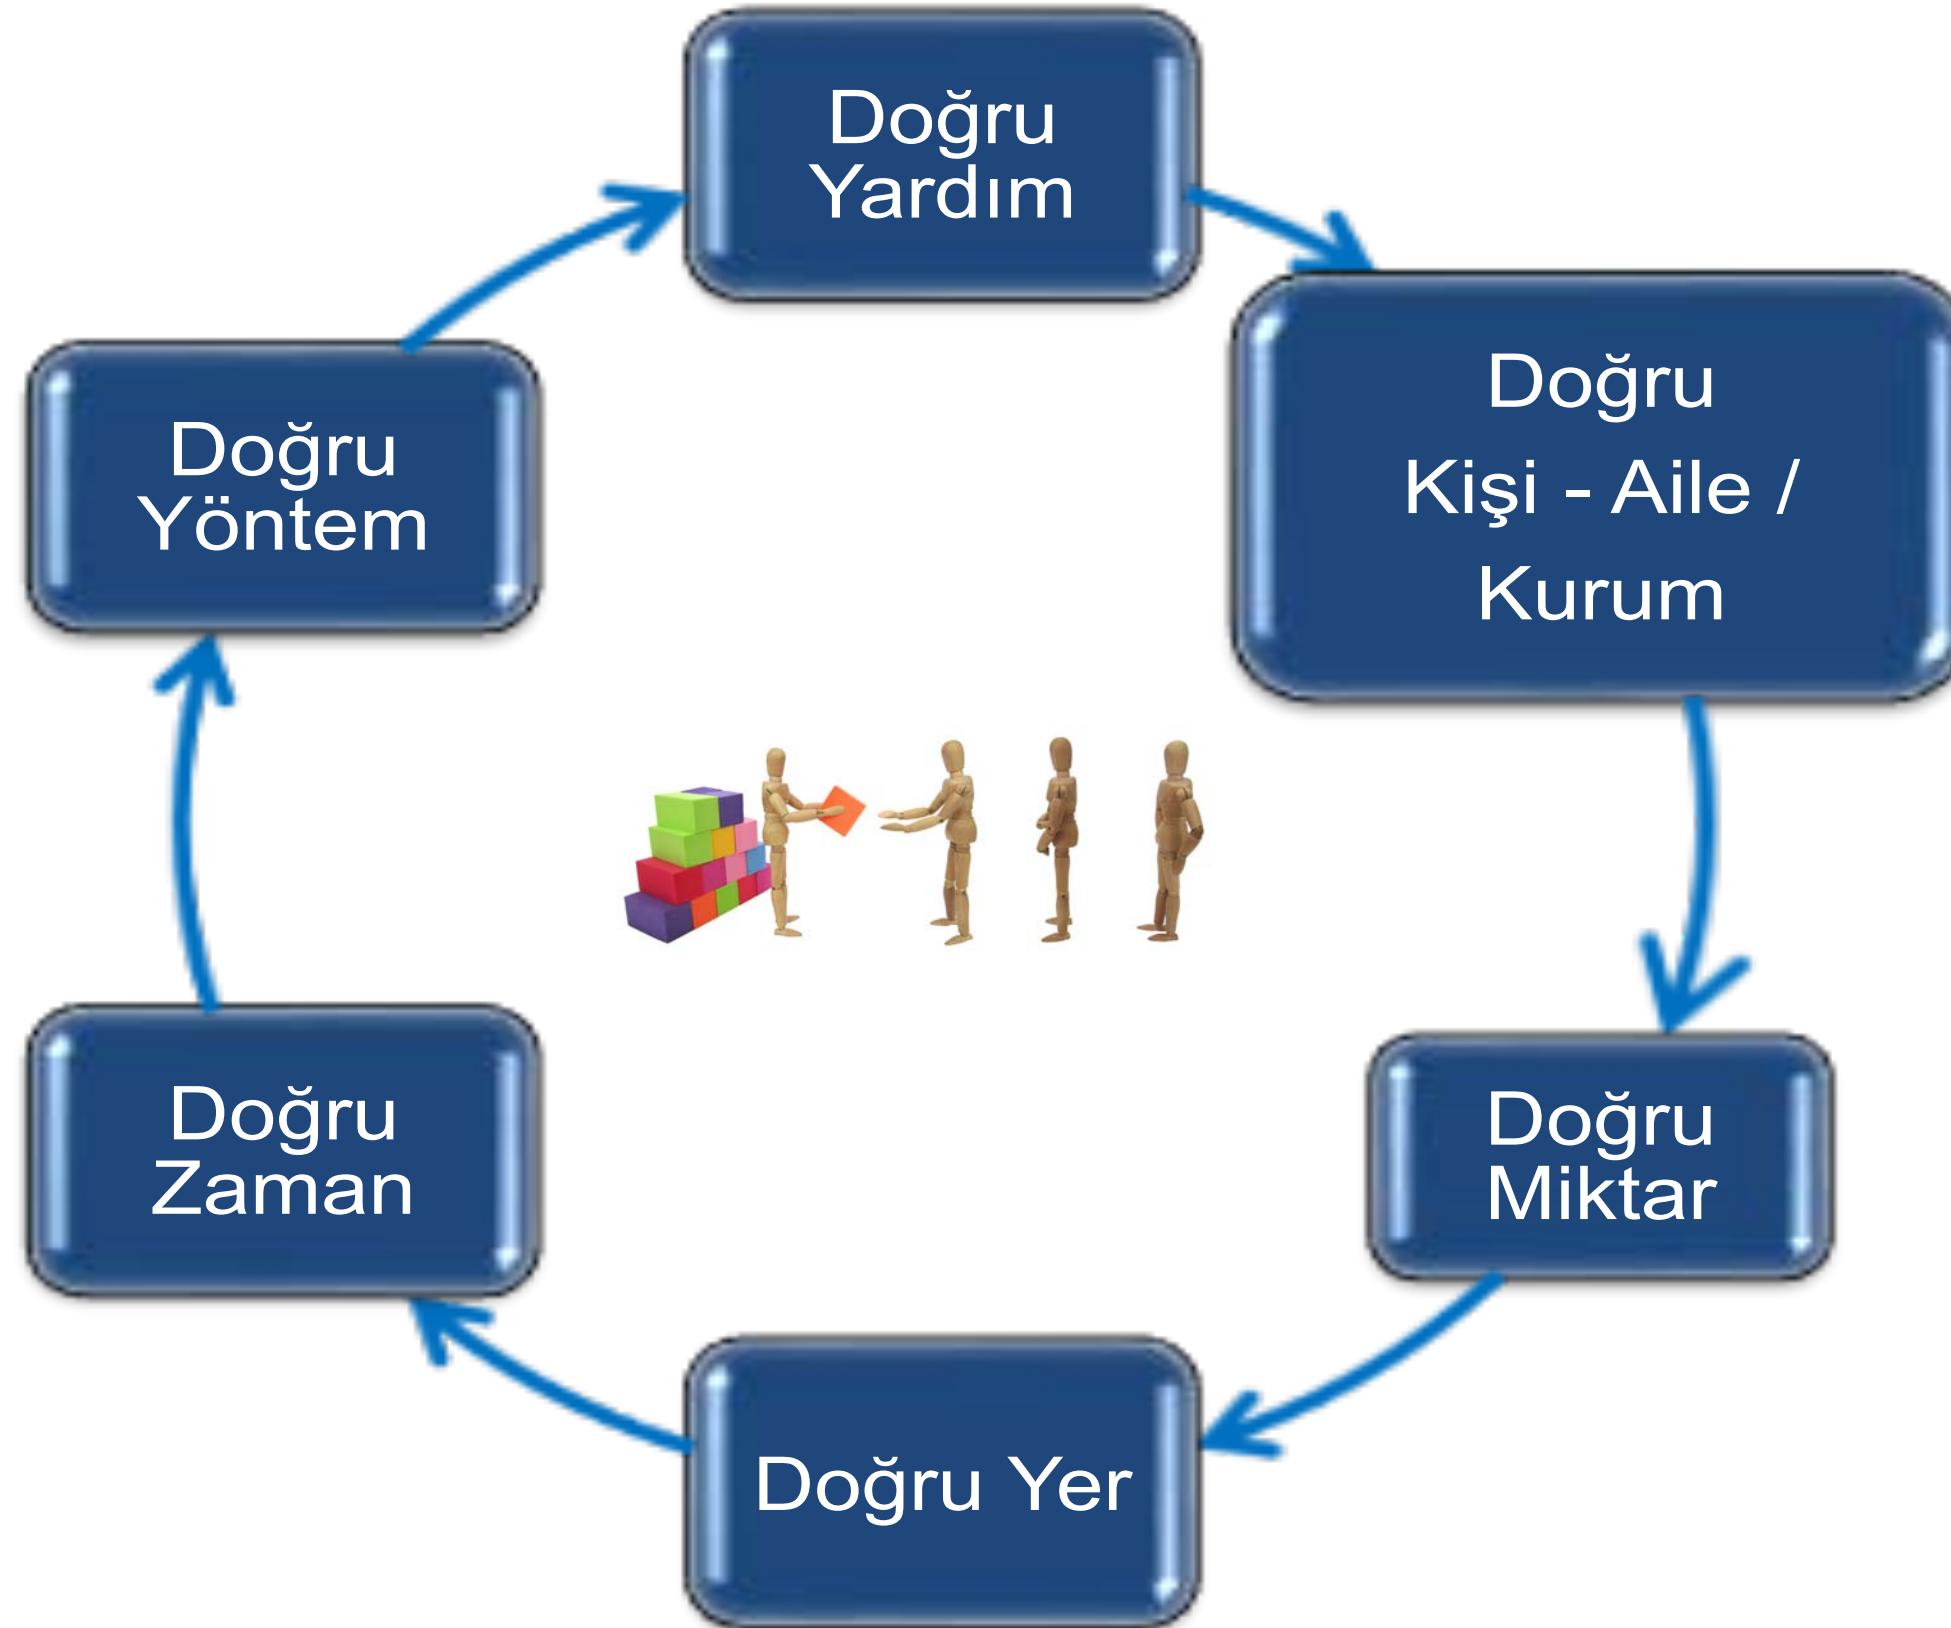 Doğru
Yardım
Doğru
Kişi - Aile /
Kurum
Doğru
Miktar
Doğru Yer
Doğru
Zaman
Doğru
Yöntem